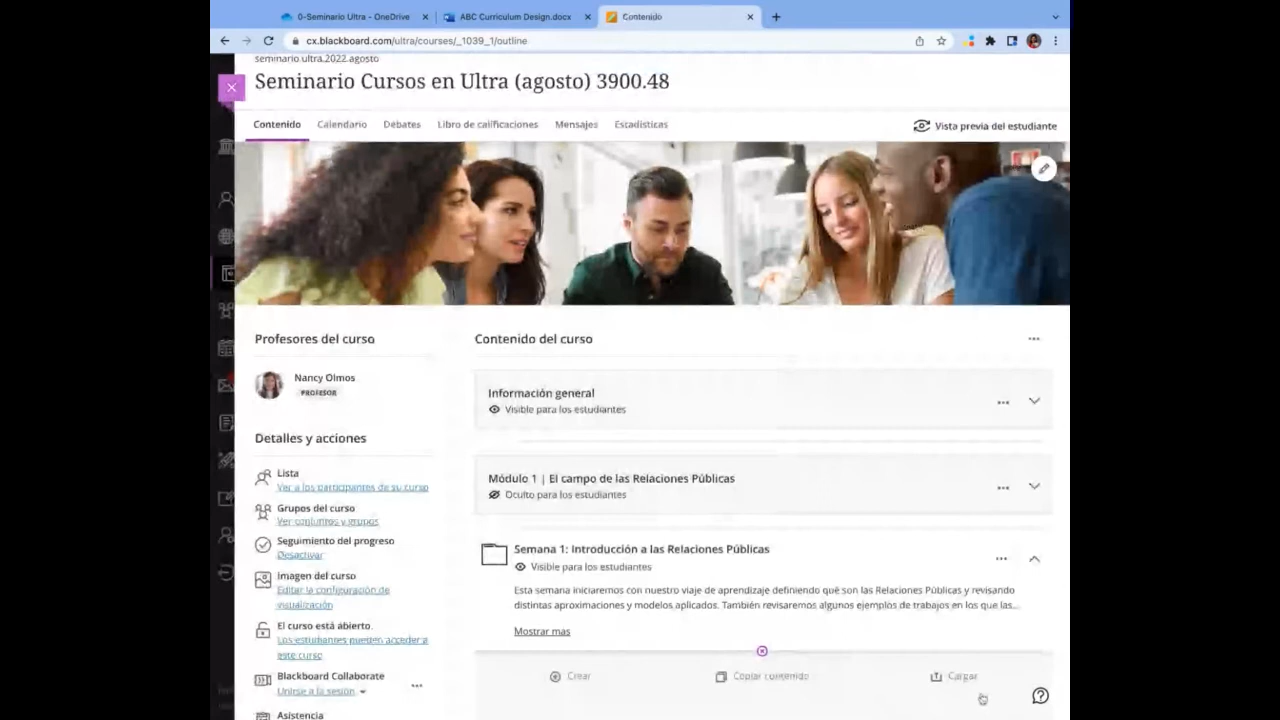 0-Seminario Ultra - OneDrive
ABC Curriculum Design.docx
Contenido
cx.blackboard.com/ultra/courses/_1039_1/outline
seminario.ultra.2022.agosto
Seminario Cursos en Ultra (agosto) 3900.48
Contenido
Calendario
Debates
Libro de calificaciones
Mensajes
Estadísticas
Vista previa del estudiante
Profesores del curso
Nancy Olmos
PROFESOR
Detalles y acciones
Lista
Ver a los participantes de su curso
Grupos del curso
Ver conjuntos y grupos
Seguimiento del progreso
Desactivar
Imagen del curso
Editar la configuración de
visualización
El curso está abierto.
Los estudiantes pueden acceder a
este curso
Blackboard Collaborate
Unirse a la sesión
Asistencia
Contenido del curso
Información general
Visible para los estudiantes
Módulo 1 | El campo de las Relaciones Públicas
Oculto para los estudiantes
Semana 1: Introducción a las Relaciones Públicas
Visible para los estudiantes
Esta semana iniciaremos con nuestro viaje de aprendizaje definiendo qué son las Relaciones Públicas y revisando
distintas aproximaciones y modelos aplicados. También revisaremos algunos ejemplos de trabajos en los que las...
Mostrar más
Crear
Copiar contenido
Cargar